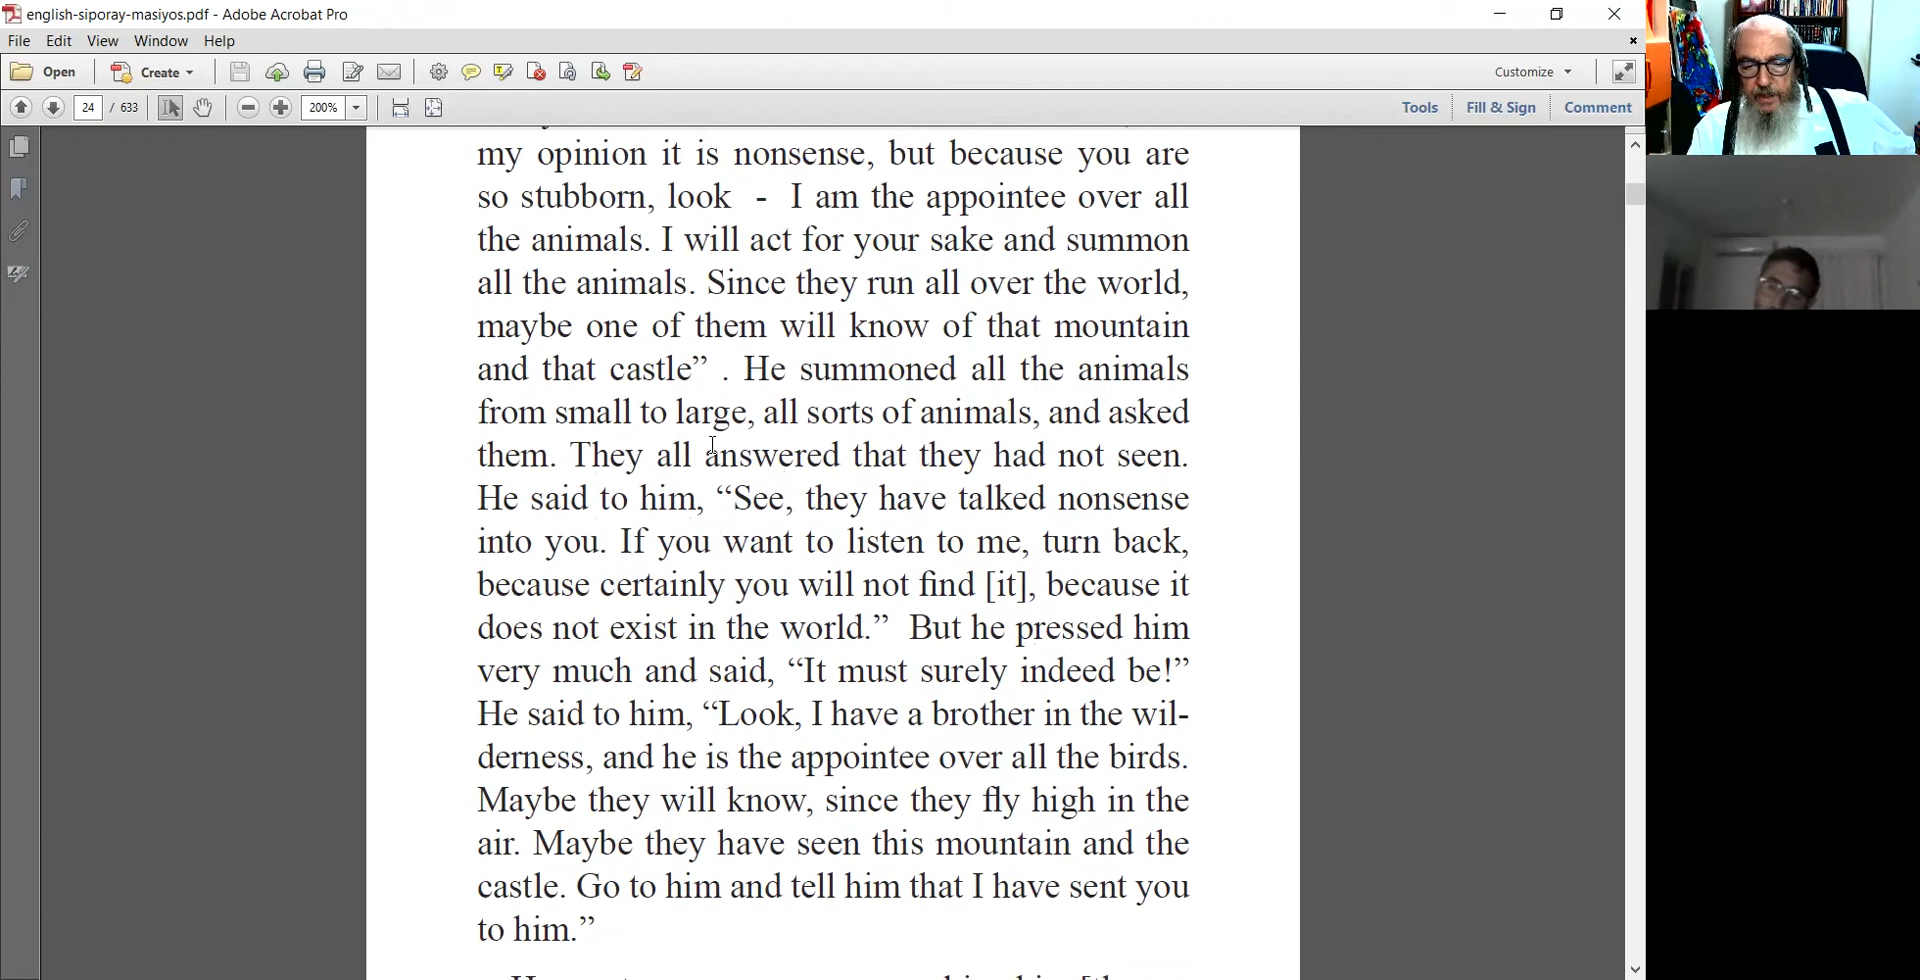 english-siporay-masiyos.pdf - Adobe Acrobat Pro
File Edit View Window Help
Open Create Customize
24 / 633 200% Tools Fill & Sign Comment
my opinion it is nonsense, but because you are
so stubborn, look - I am the appointee over all
the animals. I will act for your sake and summon
all the animals. Since they run all over the world,
maybe one of them will know of that mountain
and that castle” . He summoned all the animals
from small to large, all sorts of animals, and asked
them. They all answered that they had not seen.
He said to him, “See, they have talked nonsense
into you. If you want to listen to me, turn back,
because certainly you will not find [it], because it
does not exist in the world.” But he pressed him
very much and said, “It must surely indeed be!”
He said to him, “Look, I have a brother in the wil-
derness, and he is the appointee over all the birds.
Maybe they will know, since they fly high in the
air. Maybe they have seen this mountain and the
castle. Go to him and tell him that I have sent you
to him.”